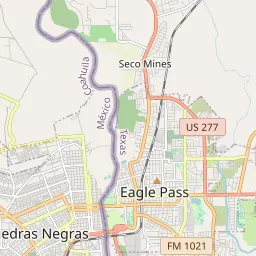 Seco Mines
Coahuila
México
Texas
US 277
Eagle Pass
edras Negras
FM 1021